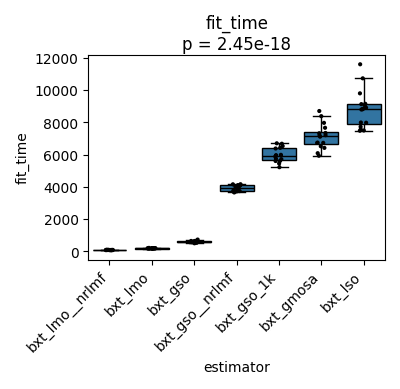 fit_time
p = 2.45e-18
12000
10000
8000
6000
4000
2000
0
fit_time
bxt_lmo__nrlmf
bxt_lmo
bxt_gso
bxt_gso__nrlmf
bxt_gso_1k
bxt_gmosa
bxt_lso
estimator